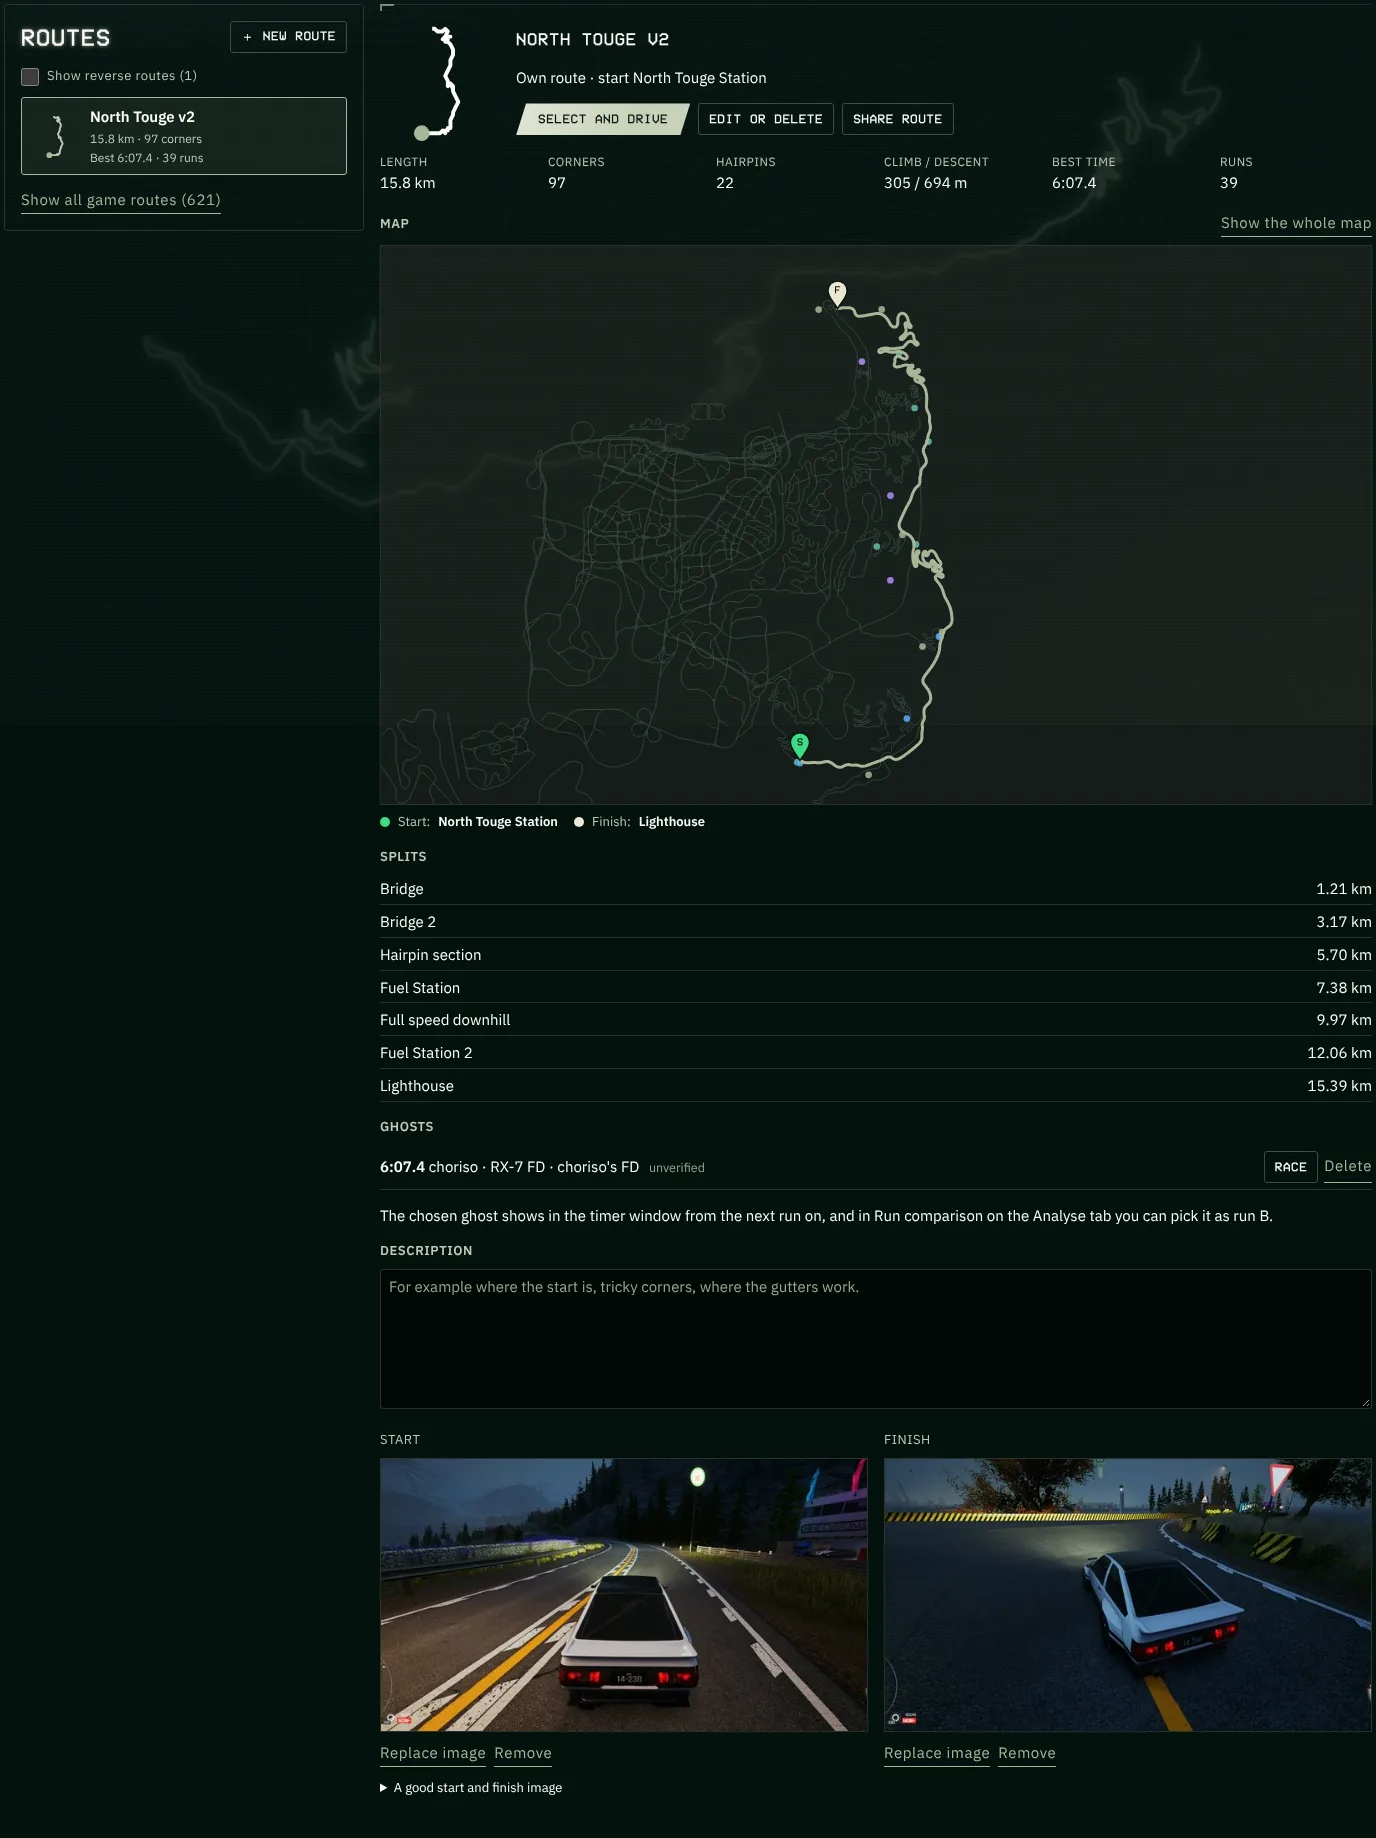 ROUTES
+ NEW ROUTE
Show reverse routes (1)
North Touge v2
15.8 km · 97 corners
Best 6:07.4 · 39 runs
Show all game routes (621)
NORTH TOUGE V2
Own route · start North Touge Station
SELECT AND DRIVE
EDIT OR DELETE
SHARE ROUTE
LENGTH
15.8 km
CORNERS
97
HAIRPINS
22
CLIMB / DESCENT
305 / 694 m
BEST TIME
6:07.4
RUNS
39
MAP
Show the whole map
F
S
Start: North Touge Station
Finish: Lighthouse
SPLITS
Bridge 1.21 km
Bridge 2 3.17 km
Hairpin section 5.70 km
Fuel Station 7.38 km
Full speed downhill 9.97 km
Fuel Station 2 12.06 km
Lighthouse 15.39 km
GHOSTS
6:07.4 choriso · RX-7 FD · choriso's FD unverified
RACE
Delete
The chosen ghost shows in the timer window from the next run on, and in Run comparison on the Analyse tab you can pick it as run B.
DESCRIPTION
For example where the start is, tricky corners, where the gutters work.
START
14-230
Replace image Remove
FINISH
Replace image Remove
A good start and finish image